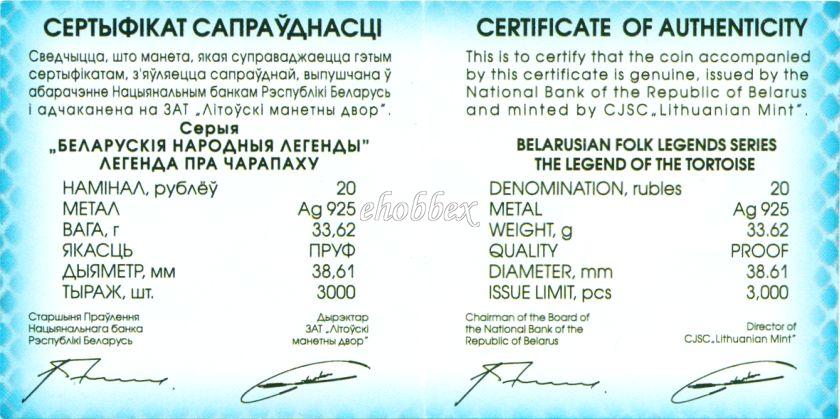 СЕРТЫФІКАТ САПРАЎДНАСЦІ
Сведчыцца, што манета, якая суправаджаецца гэтым
сертыфікатам, з'яўляецца сапраўднай, выпушчана ў
абарачэнне Нацыянальным банкам Рэспублікі Беларусь
і адчаканена на ЗАТ „Літоўскі манетны двор".
Серыя
„БЕЛАРУСКІЯ НАРОДНЫЯ ЛЕГЕНДЫ"
ЛЕГЕНДА ПРА ЧАРАПАХУ
НАМІНАЛ, рублёў 20
МЕТАЛ Ag 925
ВАГА, г 33,62
ЯКАСЦЬ ПРУФ
ДЫЯМЕТР, мм 38,61
ТЫРАЖ, шт. 3000
Старшыня Праўлення
Нацыянальнага банка
Рэспублікі Беларусь
Дырэктар
ЗАТ „Літоўскі
манетны двор"
CERTIFICATE OF AUTHENTICITY
This is to certify that the coin accompanied
by this certificate is genuine, issued by the
National Bank of the Republic of Belarus
and minted by CJSC„Lithuanian Mint".
BELARUSIAN FOLK LEGENDS SERIES
THE LEGEND OF THE TORTOISE
DENOMINATION, rubles 20
METAL Ag 925
WEIGHT, g 33.62
QUALITY PROOF
DIAMETER, mm 38.61
ISSUE LIMIT, pcs 3,000
Chairman of the Board of
the National Bank of the
Republic of Belarus
Director of
CJSC„Lithuanian Mint"
ehobbex